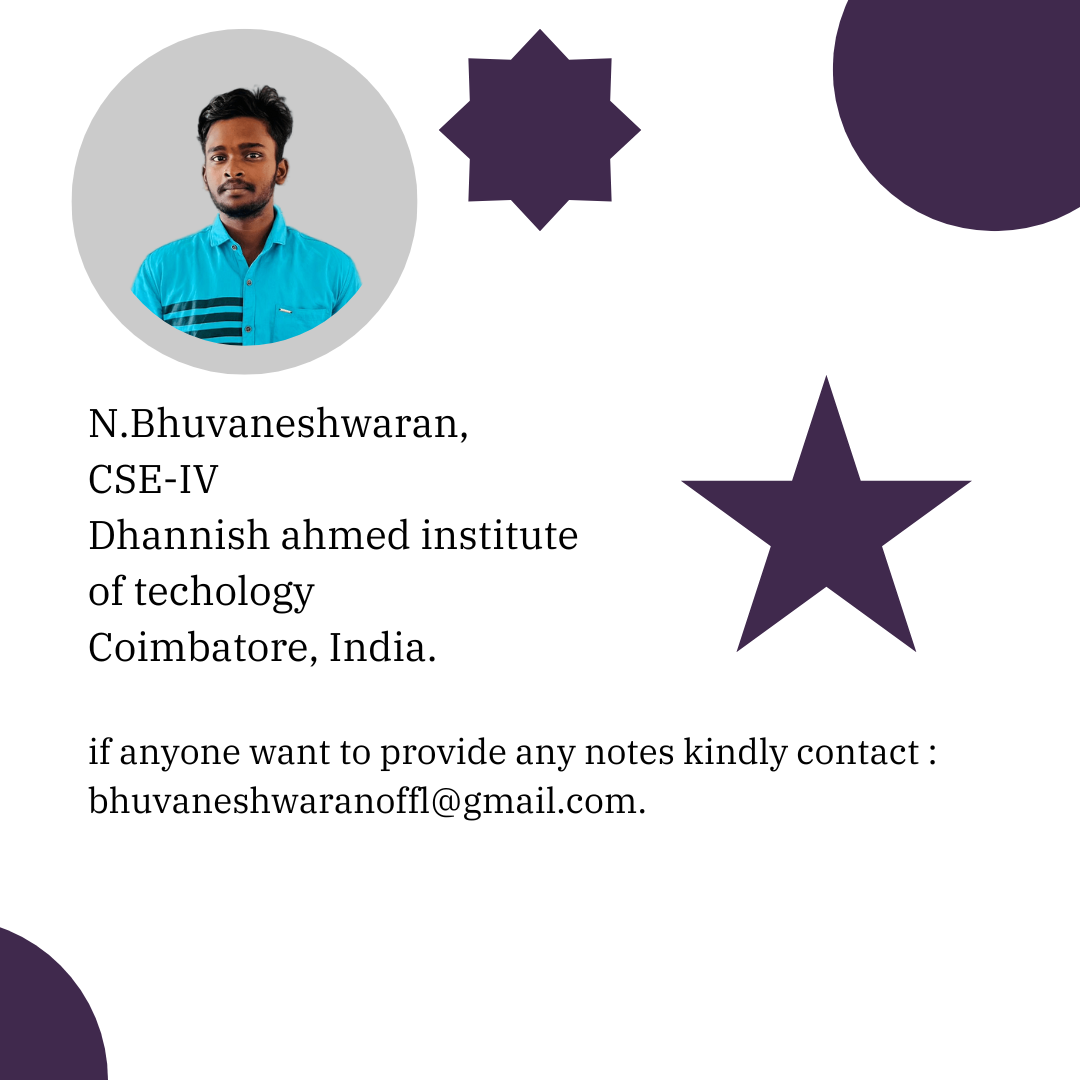 N.Bhuvaneshwaran,
CSE-IV
Dhannish ahmed institute
of techology
Coimbatore, India.
if anyone want to provide any notes kindly contact :
bhuvaneshwaranoffl@gmail.com.